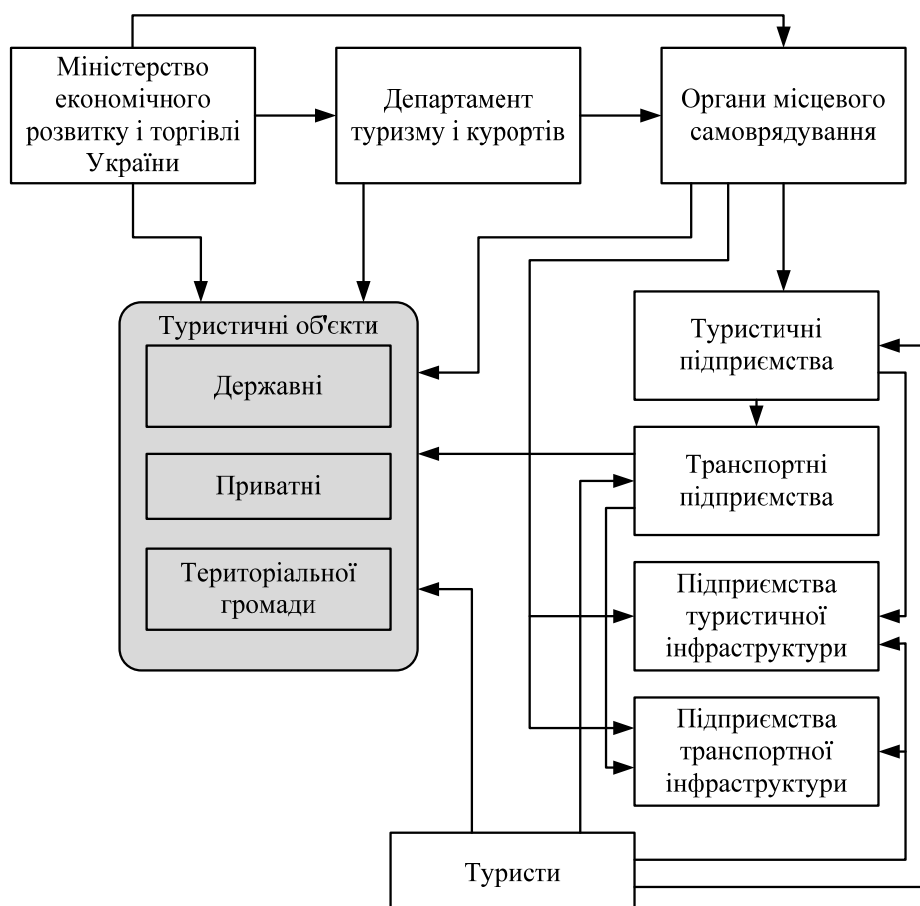 Міністерство
економічного
розвитку і торгівлі
України
Департамент
туризму і курортів
Органи місцевого
самоврядування
Туристичні об'єкти
Державні
Приватні
Територіальної
громади
Туристичні
підприємства
Транспортні
підприємства
Підприємства
туристичної
інфраструктури
Підприємства
транспортної
інфраструктури
Туристи